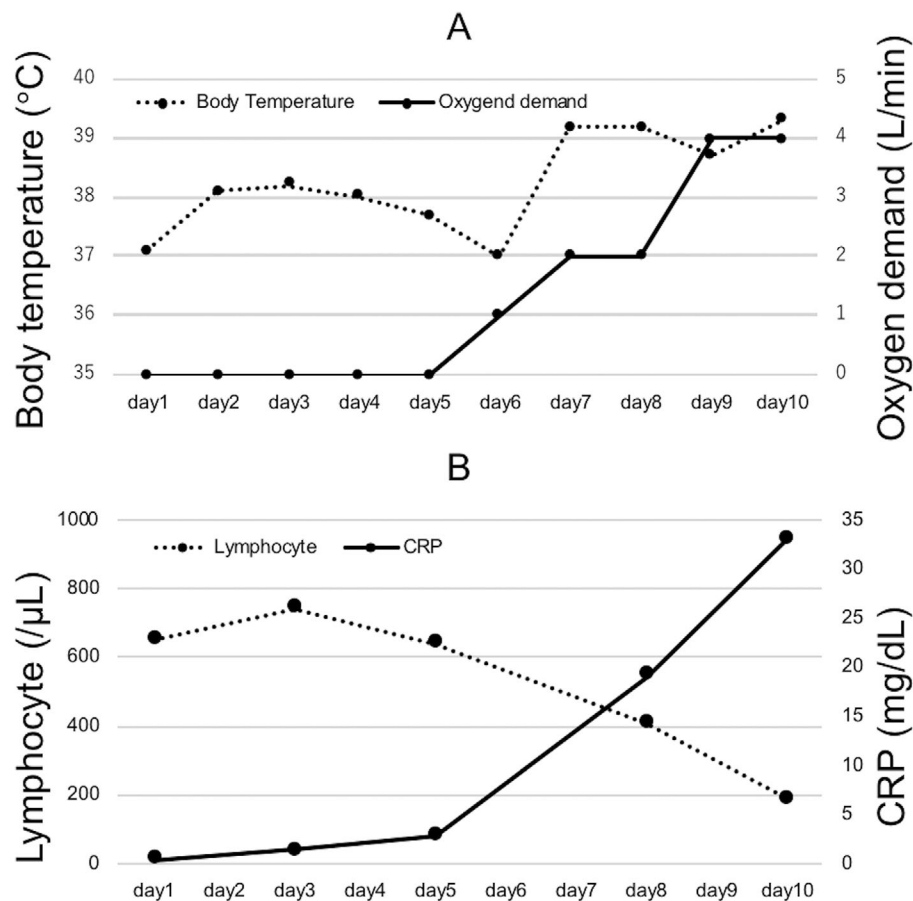 A
Body temperature (°C)
40
39
38
37
36
35
Body Temperature
Oxygend demand
5
4
3
2
1
0
Oxygen demand (L/min)
day1 day2 day3 day4 day5 day6 day7 day8 day9 day10
B
Lymphocyte (/μL)
1000
800
600
400
200
0
Lymphocyte
CRP
35
30
25
20
15
10
5
0
CRP (mg/dL)
day1 day2 day3 day4 day5 day6 day7 day8 day9 day10